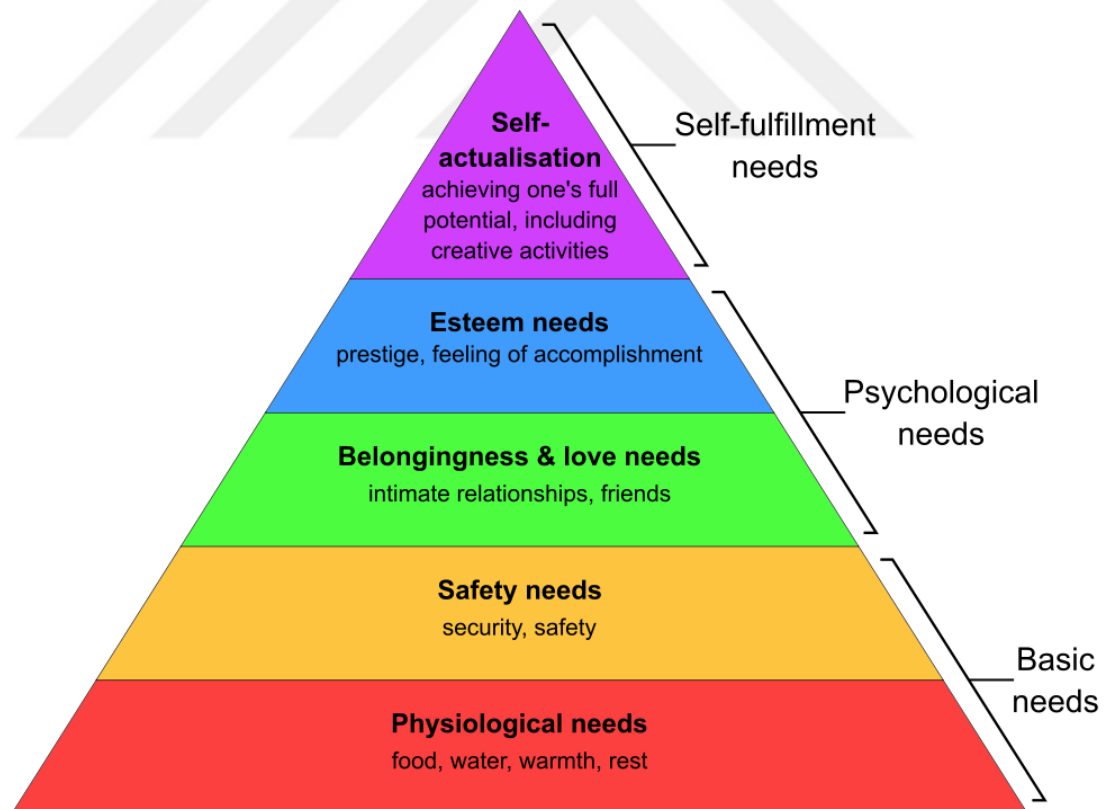 Self-
actualisation
achieving one's full
potential, including
creative activities
Self-fulfillment
needs
Esteem needs
prestige, feeling of accomplishment
Psychological
needs
Belongingness & love needs
intimate relationships, friends
Safety needs
security, safety
Basic
needs
Physiological needs
food, water, warmth, rest